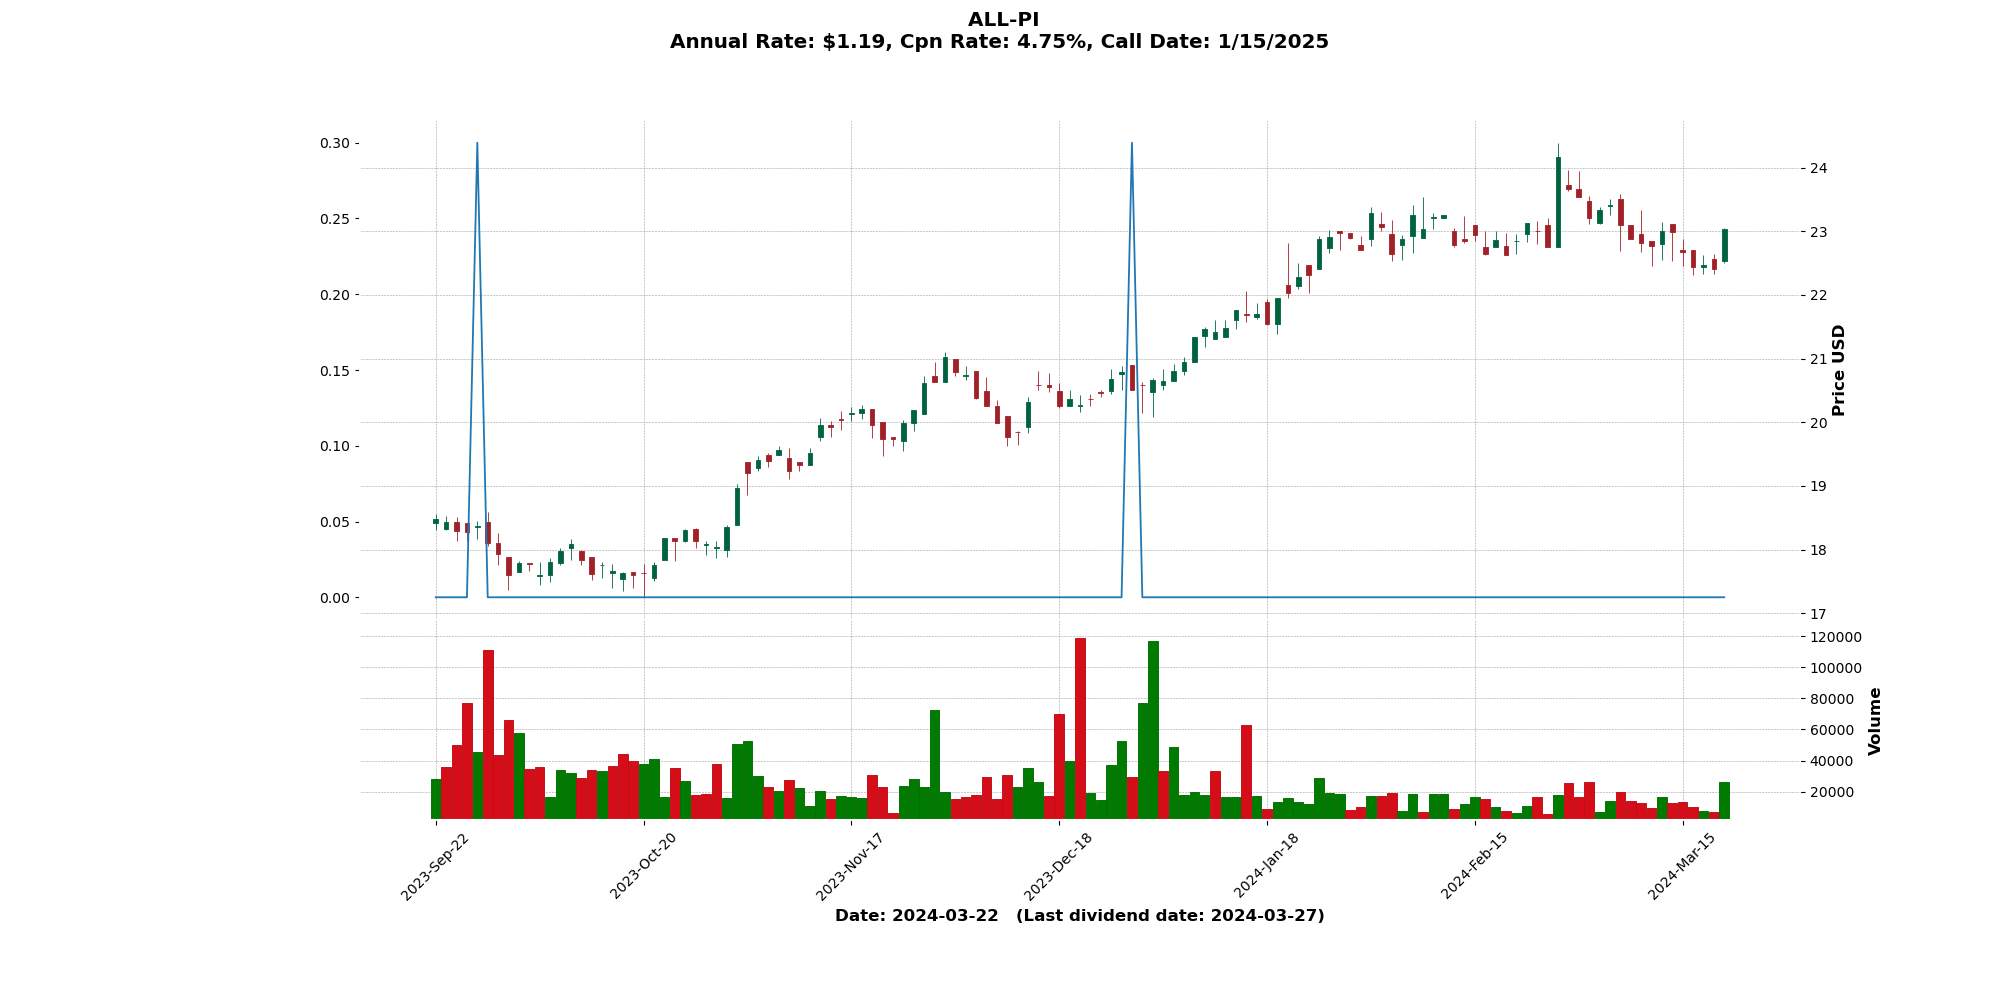 ALL-PI
Annual Rate: $1.19, Cpn Rate: 4.75%, Call Date: 1/15/2025
0.30
0.25
0.20
0.15
0.10
0.05
0.00
24
23
22
21
20
19
18
17
Price USD
120000
100000
80000
60000
40000
20000
Volume
2023-Sep-22
2023-Oct-20
2023-Nov-17
2023-Dec-18
2024-Jan-18
2024-Feb-15
2024-Mar-15
Date: 2024-03-22 (Last dividend date: 2024-03-27)